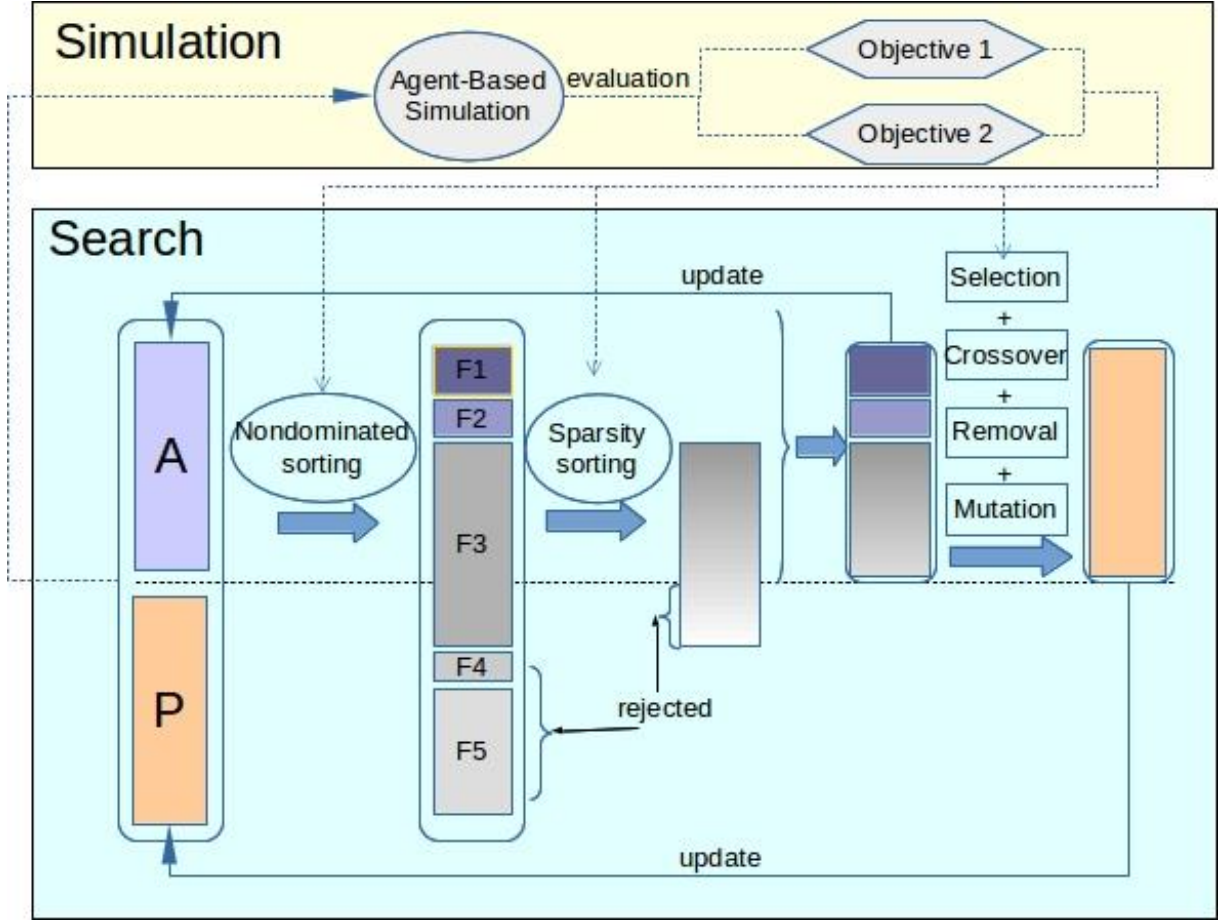 Simulation
Agent-Based
Simulation
evaluation
Objective 1
Objective 2
Search
update
Selection
+
Crossover
+
Removal
+
Mutation
A
P
Nondominated
sorting
F1
F2
F3
F4
F5
Sparsity
sorting
rejected
update